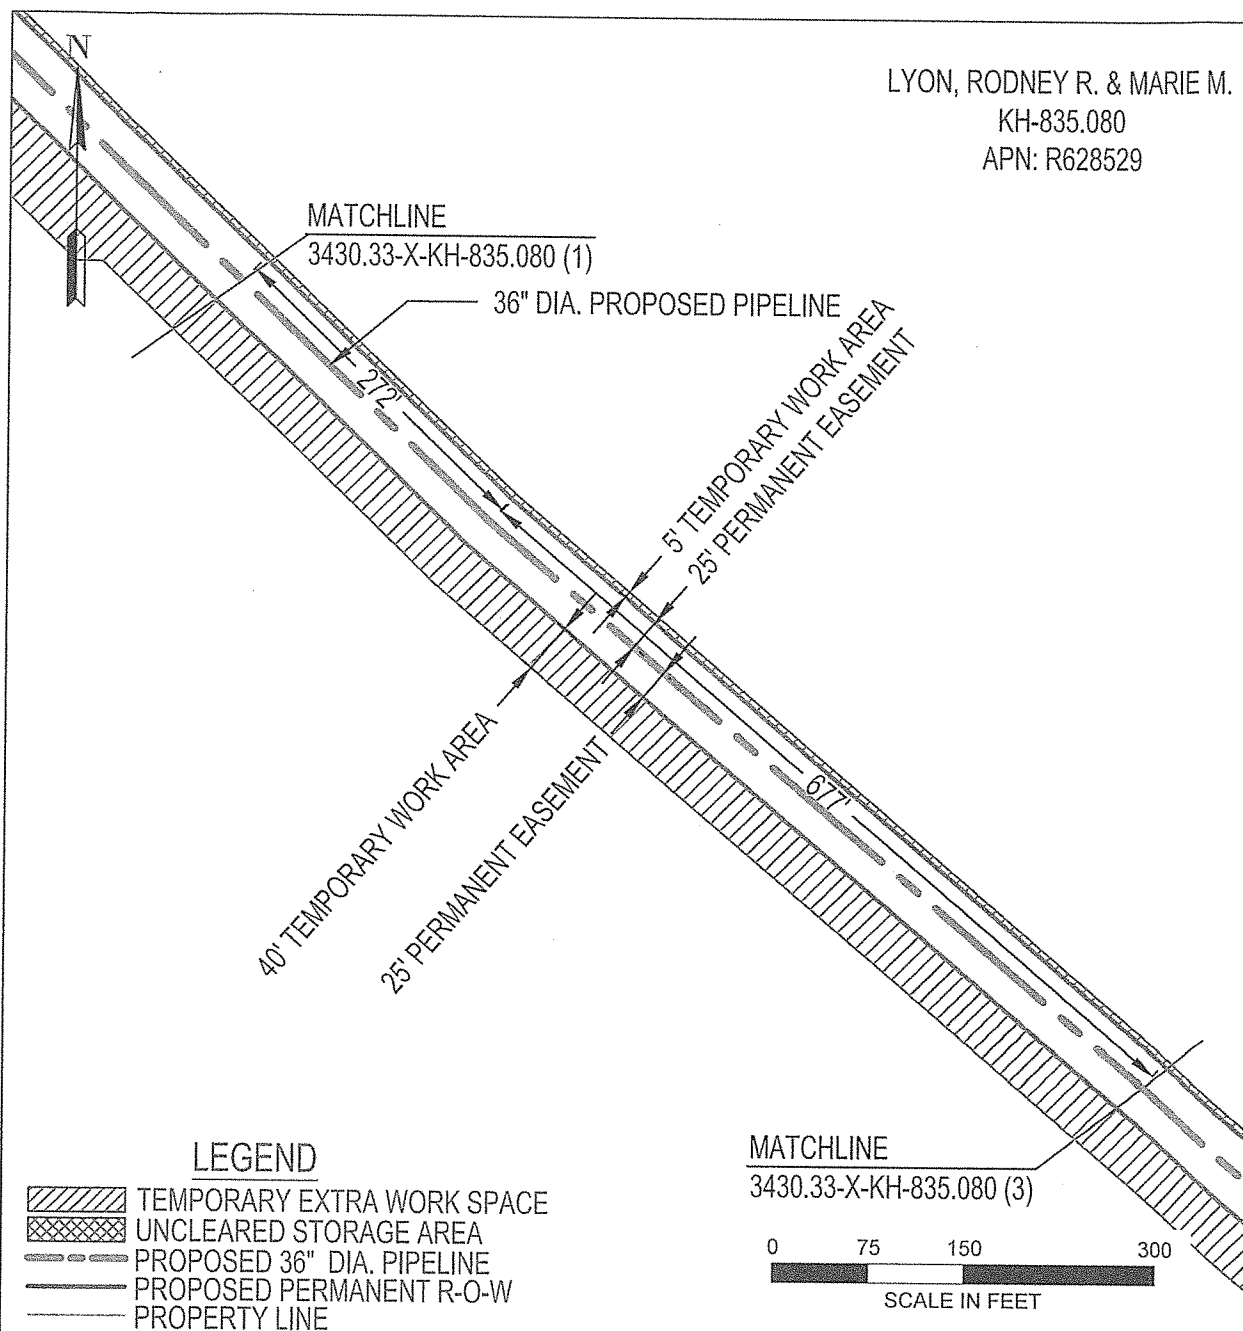 N
LYON, RODNEY R. & MARIE M.
KH-835.080
APN: R628529
MATCHLINE
3430.33-X-KH-835.080 (1)
36" DIA. PROPOSED PIPELINE
272'
5' TEMPORARY WORK AREA
25' PERMANENT EASEMENT
40' TEMPORARY WORK AREA
25' PERMANENT EASEMENT
677'
MATCHLINE
3430.33-X-KH-835.080 (3)
LEGEND
TEMPORARY EXTRA WORK SPACE
UNCLEARED STORAGE AREA
PROPOSED 36" DIA. PIPELINE
PROPOSED PERMANENT R-O-W
PROPERTY LINE
0 75 150 300
SCALE IN FEET